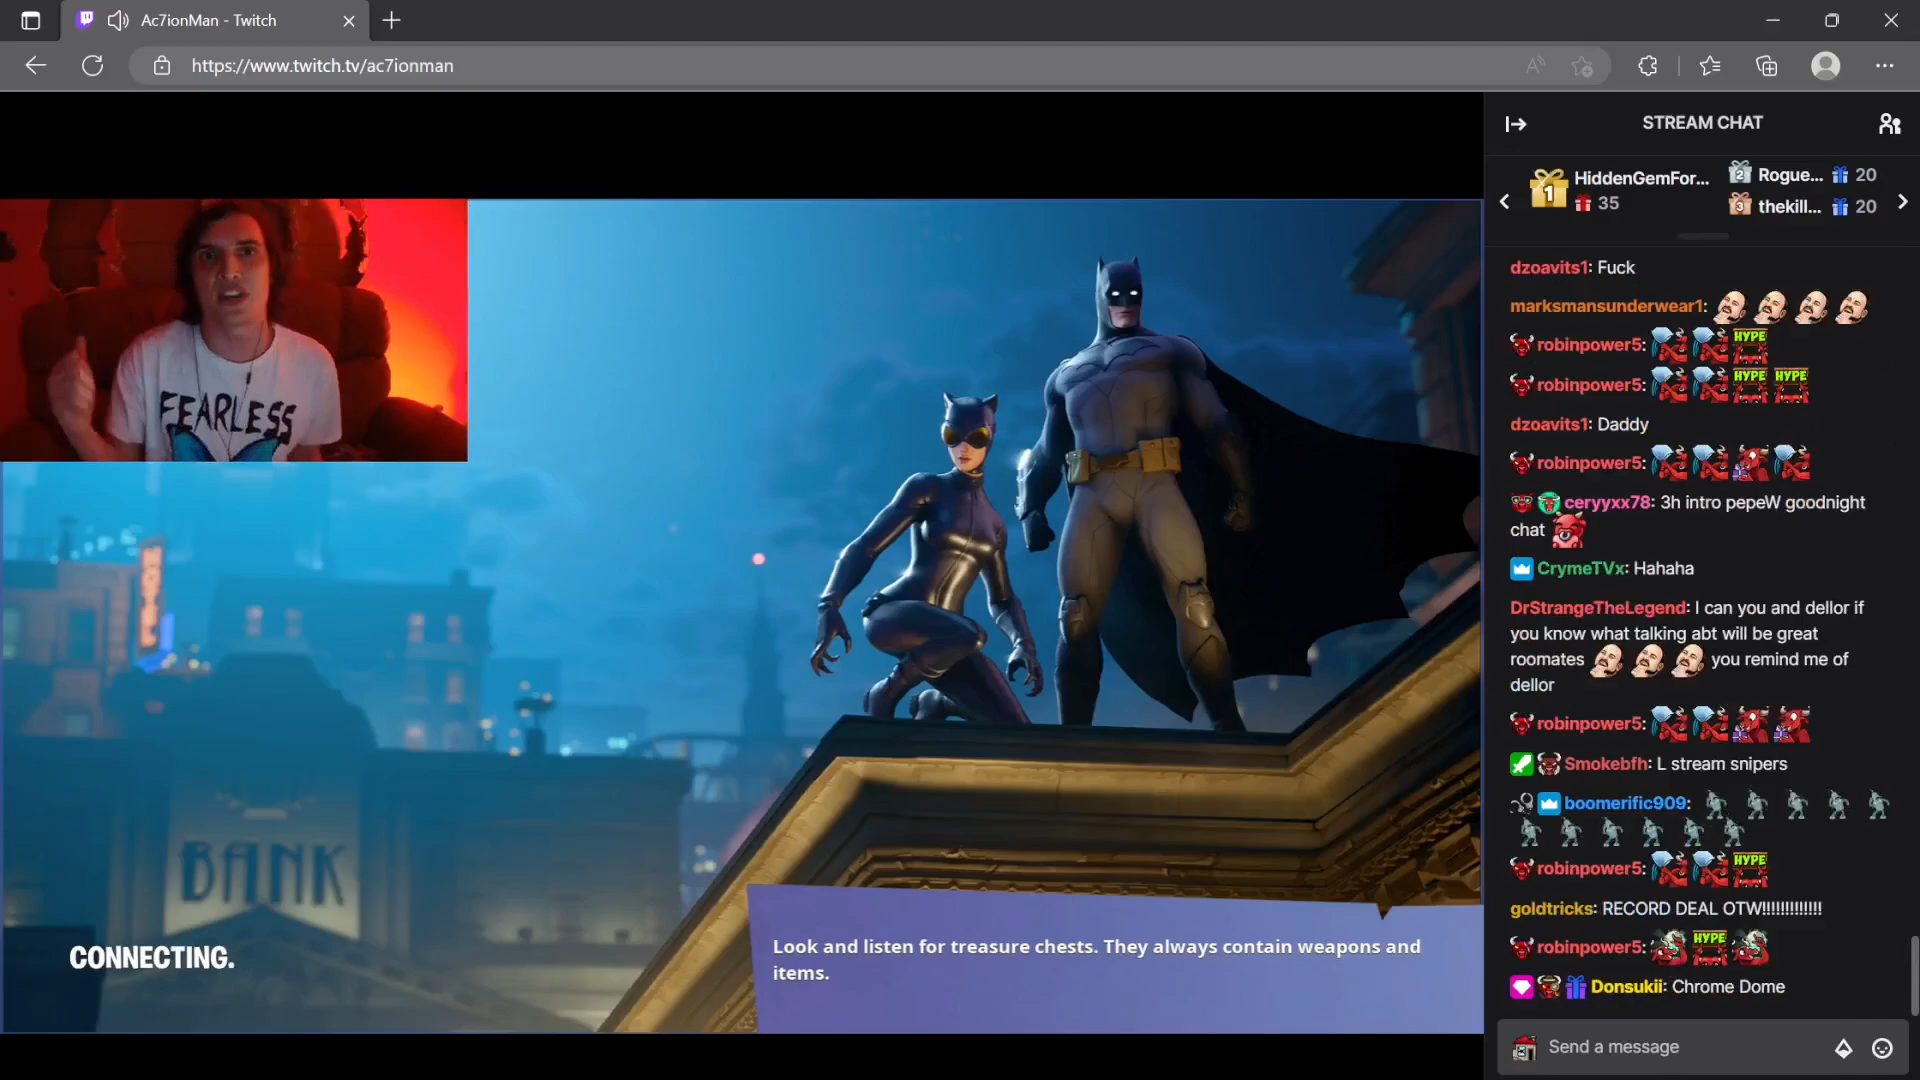 Ac7ionMan - Twitch
https://www.twitch.tv/ac7ionman
STREAM CHAT
1
HiddenGemFor...
35
2
Rogue...
20
3
thekill...
20
FEARLESS
BANK
CONNECTING.
Look and listen for treasure chests. They always contain weapons and
items.
dzoavits1: Fuck
marksmansunderwear1:
robinpower5: HYPE
robinpower5: HYPE HYPE
dzoavits1: Daddy
robinpower5:
ceryyxx78: 3h intro pepeW goodnight
chat
CrymeTVx: Hahaha
DrStrangeTheLegend: I can you and dellor if
you know what talking abt will be great
roomates you remind me of
dellor
robinpower5:
Smokebfh: L stream snipers
boomerific909:
robinpower5: HYPE
goldtricks: RECORD DEAL OTW!!!!!!!!!!!!
robinpower5: HYPE
Donsukii: Chrome Dome
Send a message